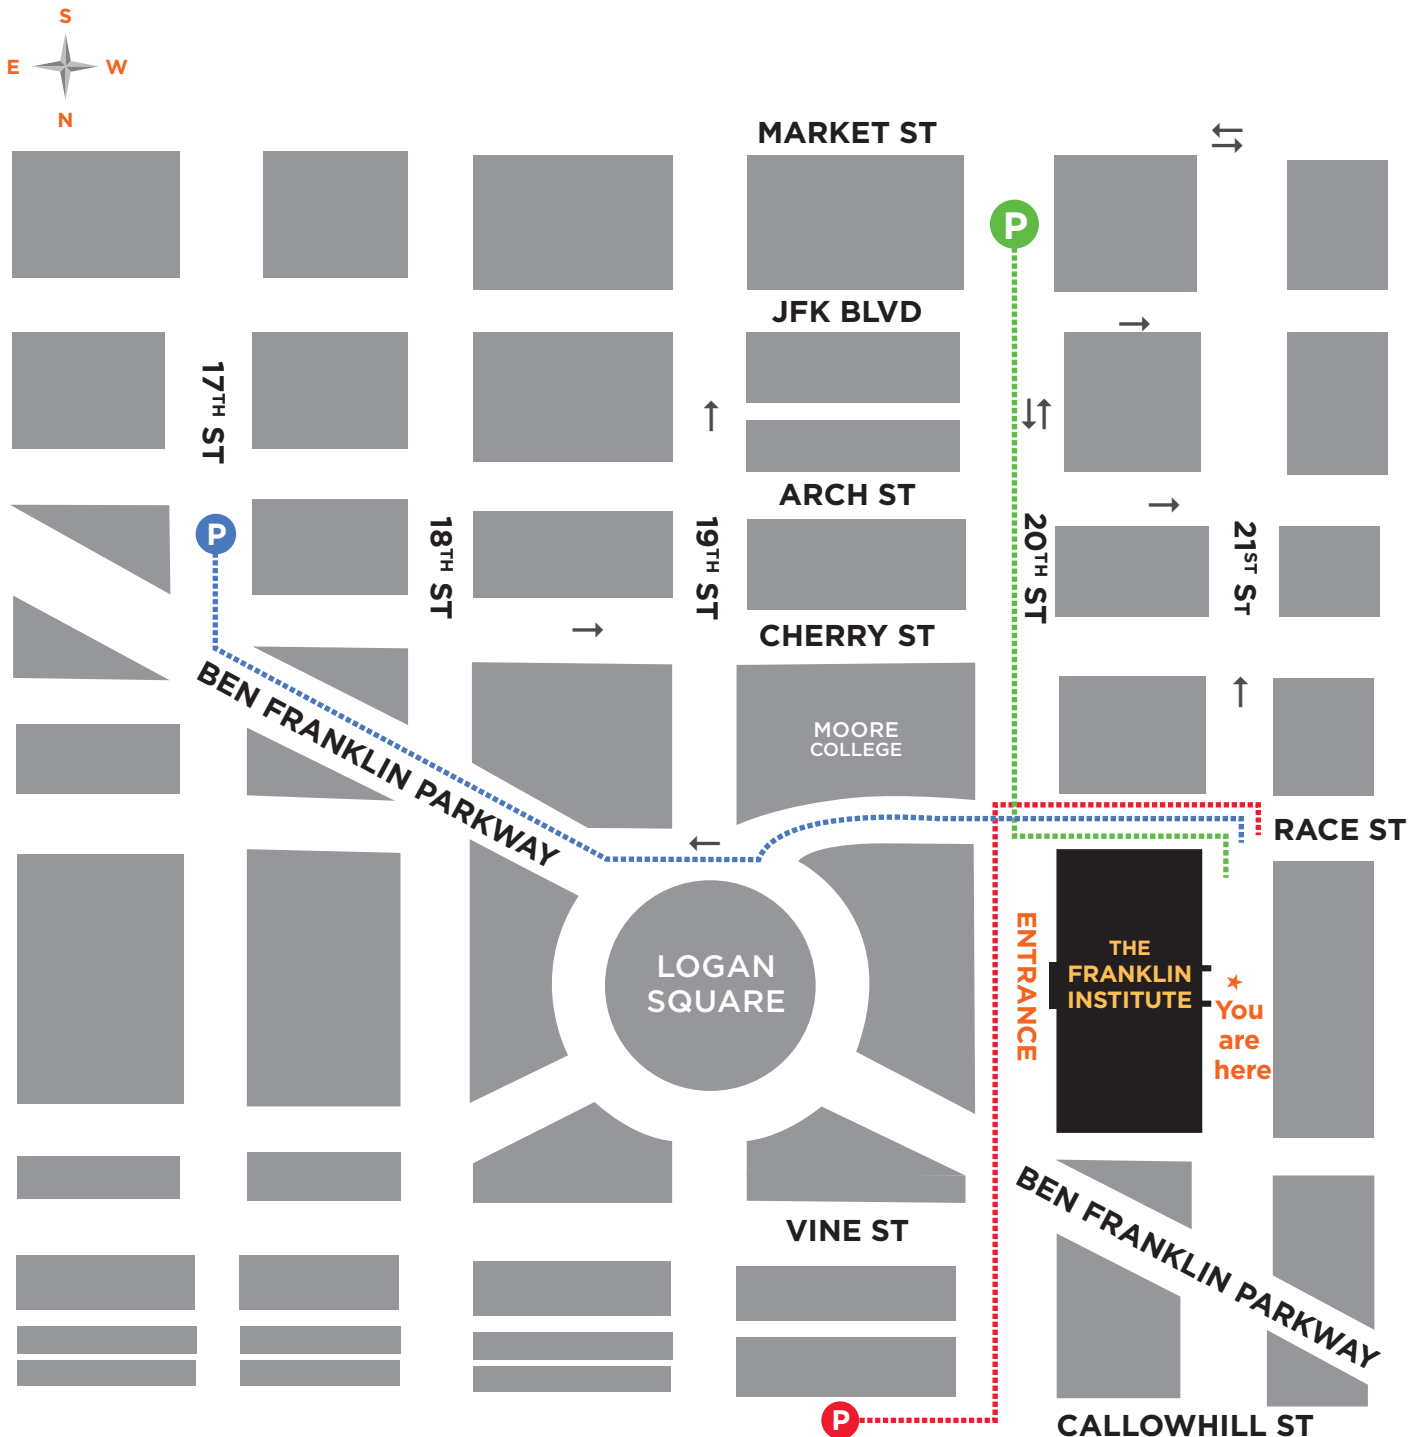 S
E W
N
MARKET ST
P
JFK BLVD
17TH ST
ARCH ST
P
18TH ST
19TH ST
20TH ST
21ST ST
CHERRY ST
BEN FRANKLIN PARKWAY
MOORE
COLLEGE
RACE ST
ENTRANCE
THE
FRANKLIN
INSTITUTE
LOGAN
SQUARE
You
are
here
VINE ST
BEN FRANKLIN PARKWAY
P
CALLOWHILL ST